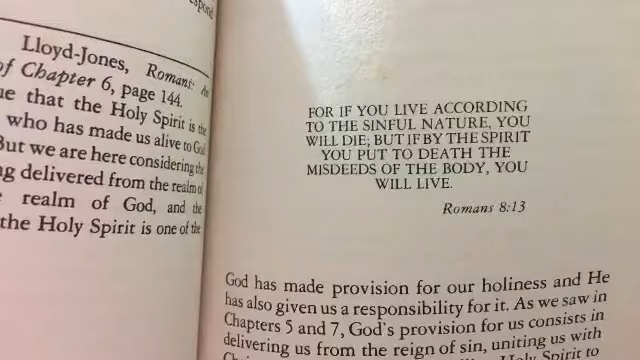 Lloyd-Jones, Romans: An
of Chapter 6, page 144.
that the Holy Spirit is the
who has made us alive to God
But we are here considering the
delivered from the realm of
realm of God, and the
the Holy Spirit is one of the
FOR IF YOU LIVE ACCORDING
TO THE SINFUL NATURE, YOU
WILL DIE; BUT IF BY THE SPIRIT
YOU PUT TO DEATH THE
MISDEEDS OF THE BODY, YOU
WILL LIVE.
Romans 8:13
God has made provision for our holiness and He
has also given us a responsibility for it. As we saw in
Chapters 5 and 7, God's provision for us consists in
delivering us from the reign of sin, uniting us with
Holy Spirit to